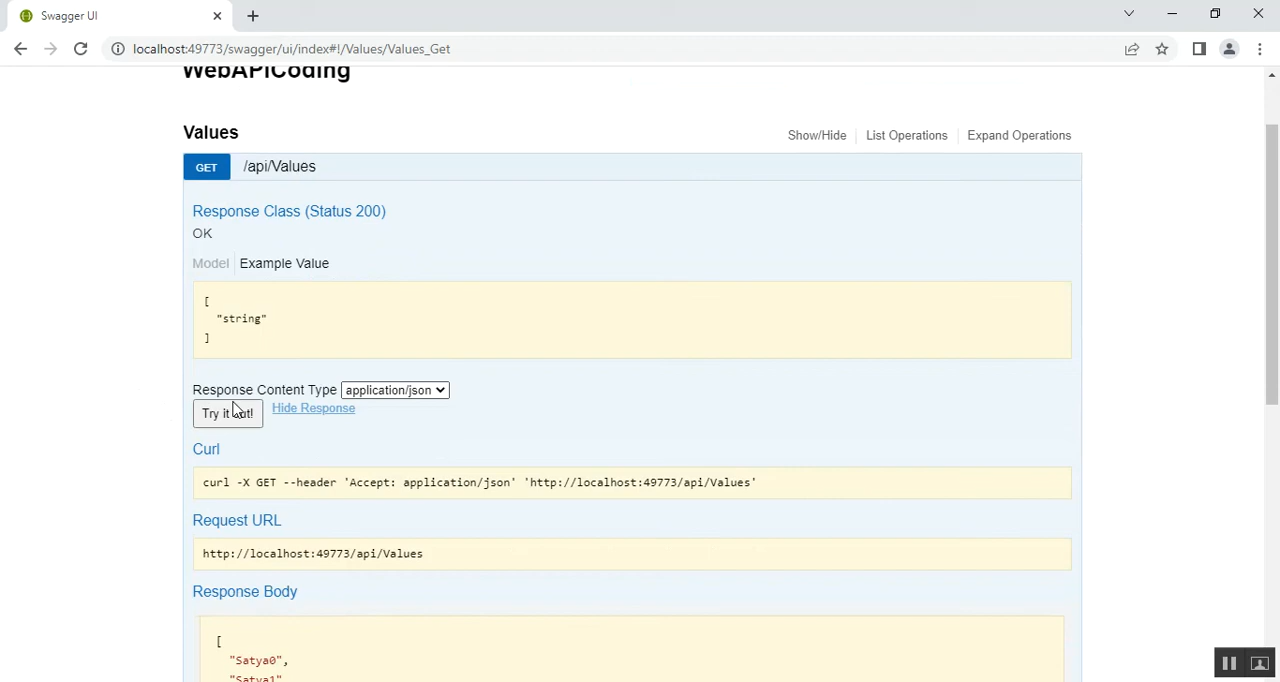 Swagger UI
localhost:49773/swagger/ui/index#!/Values/Values_Get
WebAPICoding
Values
Show/Hide
List Operations
Expand Operations
GET
/api/Values
Response Class (Status 200)
OK
Model
Example Value
[
"string"
]
Response Content Type
application/json
Try it out!
Hide Response
Curl
curl -X GET --header 'Accept: application/json' 'http://localhost:49773/api/Values'
Request URL
http://localhost:49773/api/Values
Response Body
[
"Satya0",
"Satya1"